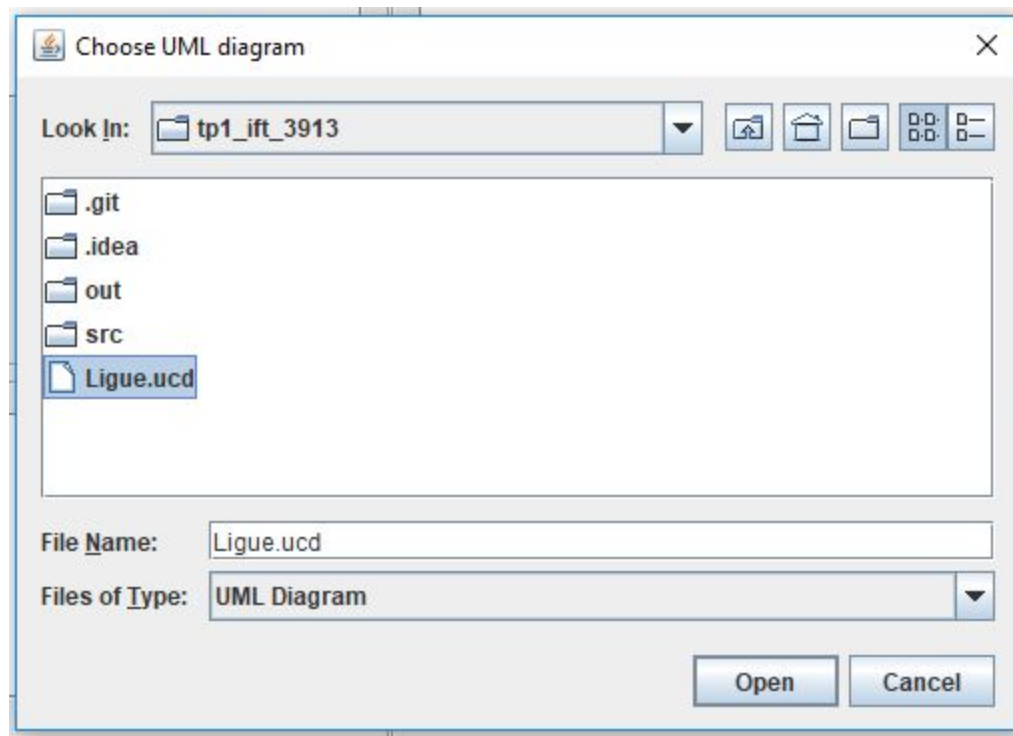 Choose UML diagram
Look In: tp1_ift_3913
.git
.idea
out
src
Ligue.ucd
File Name: Ligue.ucd
Files of Type: UML Diagram
Open Cancel